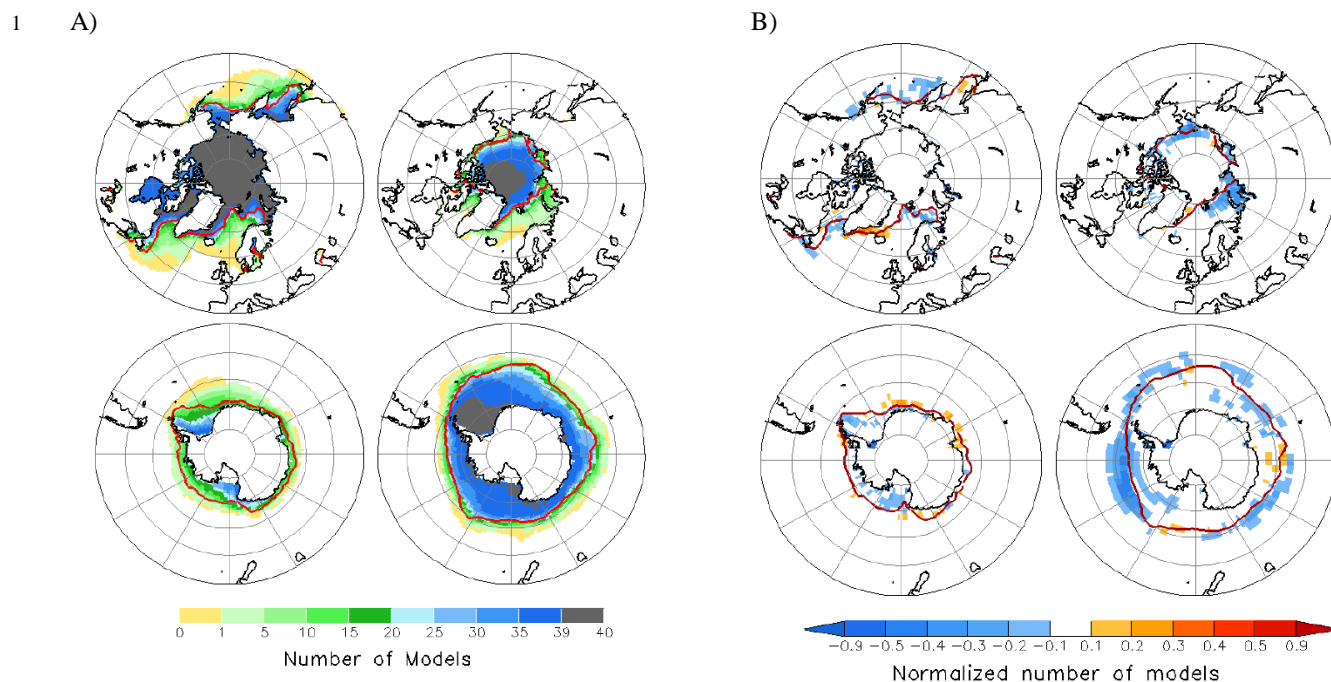 1 A) B)
0 1 5 10 15 20 25 30 35 39 40
Number of Models
-0.9 -0.5 -0.4 -0.3 -0.2 -0.1 0.1 0.2 0.3 0.4 0.5 0.9
Normalized number of models